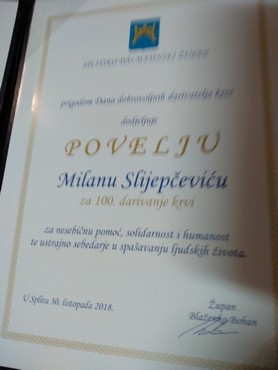 SPLITSKO-DALMATINSKA ŽUPANIJA
prigodom Dana dobrovoljnih darivatelja krvi
dodjeljuje
POVELJU
Milanu Slijepčeviću
za 100. darivanje krvi
za nesebičnu pomoć, solidarnost i humanost
te ustrajno sebedarje u spašavanju ljudskih života.
U Splitu 30. listopada 2018.
Župan
Blaženko Boban